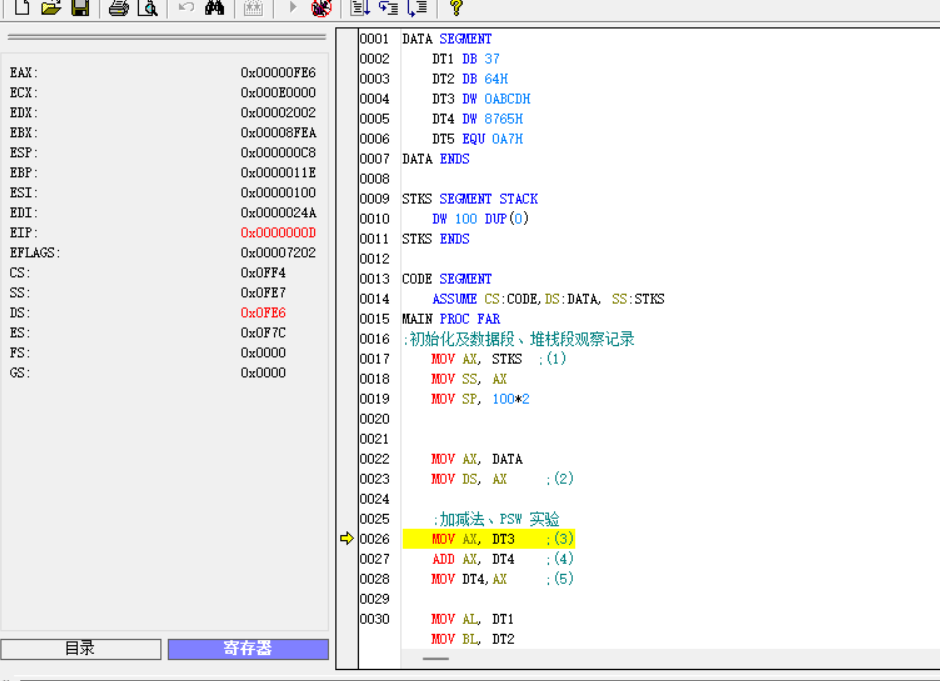 EAX: 0x00000FE6
ECX: 0x000E0000
EDX: 0x00002002
EBX: 0x00008FEA
ESP: 0x000000C8
EBP: 0x0000011E
ESI: 0x00000100
EDI: 0x0000024A
EIP: 0x0000000D
EFLAGS: 0x00007202
CS: 0x0FF4
SS: 0x0FE7
DS: 0x0FE6
ES: 0x0F7C
FS: 0x0000
GS: 0x0000
目录
寄存器
0001 DATA SEGMENT
0002 DT1 DB 37
0003 DT2 DB 64H
0004 DT3 DW 0ABCDH
0005 DT4 DW 8765H
0006 DT5 EQU 0A7H
0007 DATA ENDS
0008
0009 STKS SEGMENT STACK
0010 DW 100 DUP(0)
0011 STKS ENDS
0012
0013 CODE SEGMENT
0014 ASSUME CS:CODE,DS:DATA, SS:STKS
0015 MAIN PROC FAR
0016 ;初始化及数据段、堆栈段观察记录
0017 MOV AX, STKS ;(1)
0018 MOV SS, AX
0019 MOV SP, 100*2
0020
0021
0022 MOV AX, DATA
0023 MOV DS, AX ;(2)
0024
0025 ;加减法、PSW 实验
0026 MOV AX, DT3 ;(3)
0027 ADD AX, DT4 ;(4)
0028 MOV DT4,AX ;(5)
0029
0030 MOV AL, DT1
MOV BL, DT2